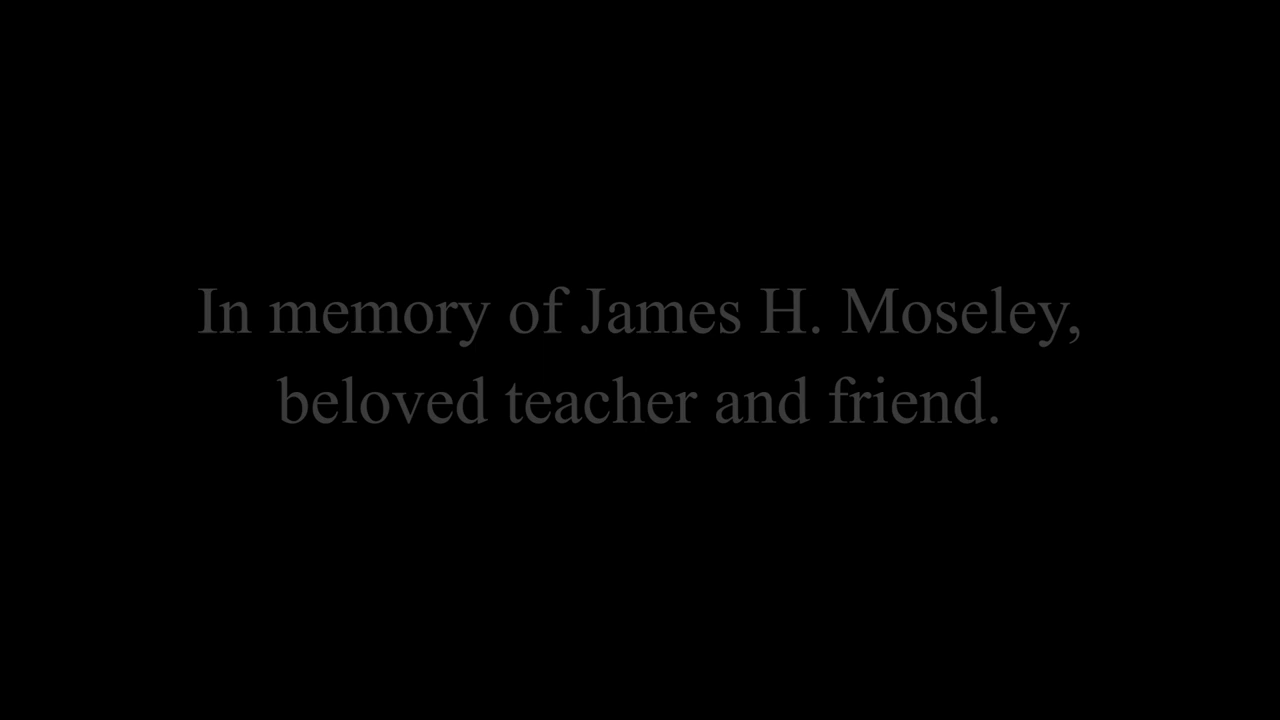 In memory of James H. Moseley,
beloved teacher and friend.